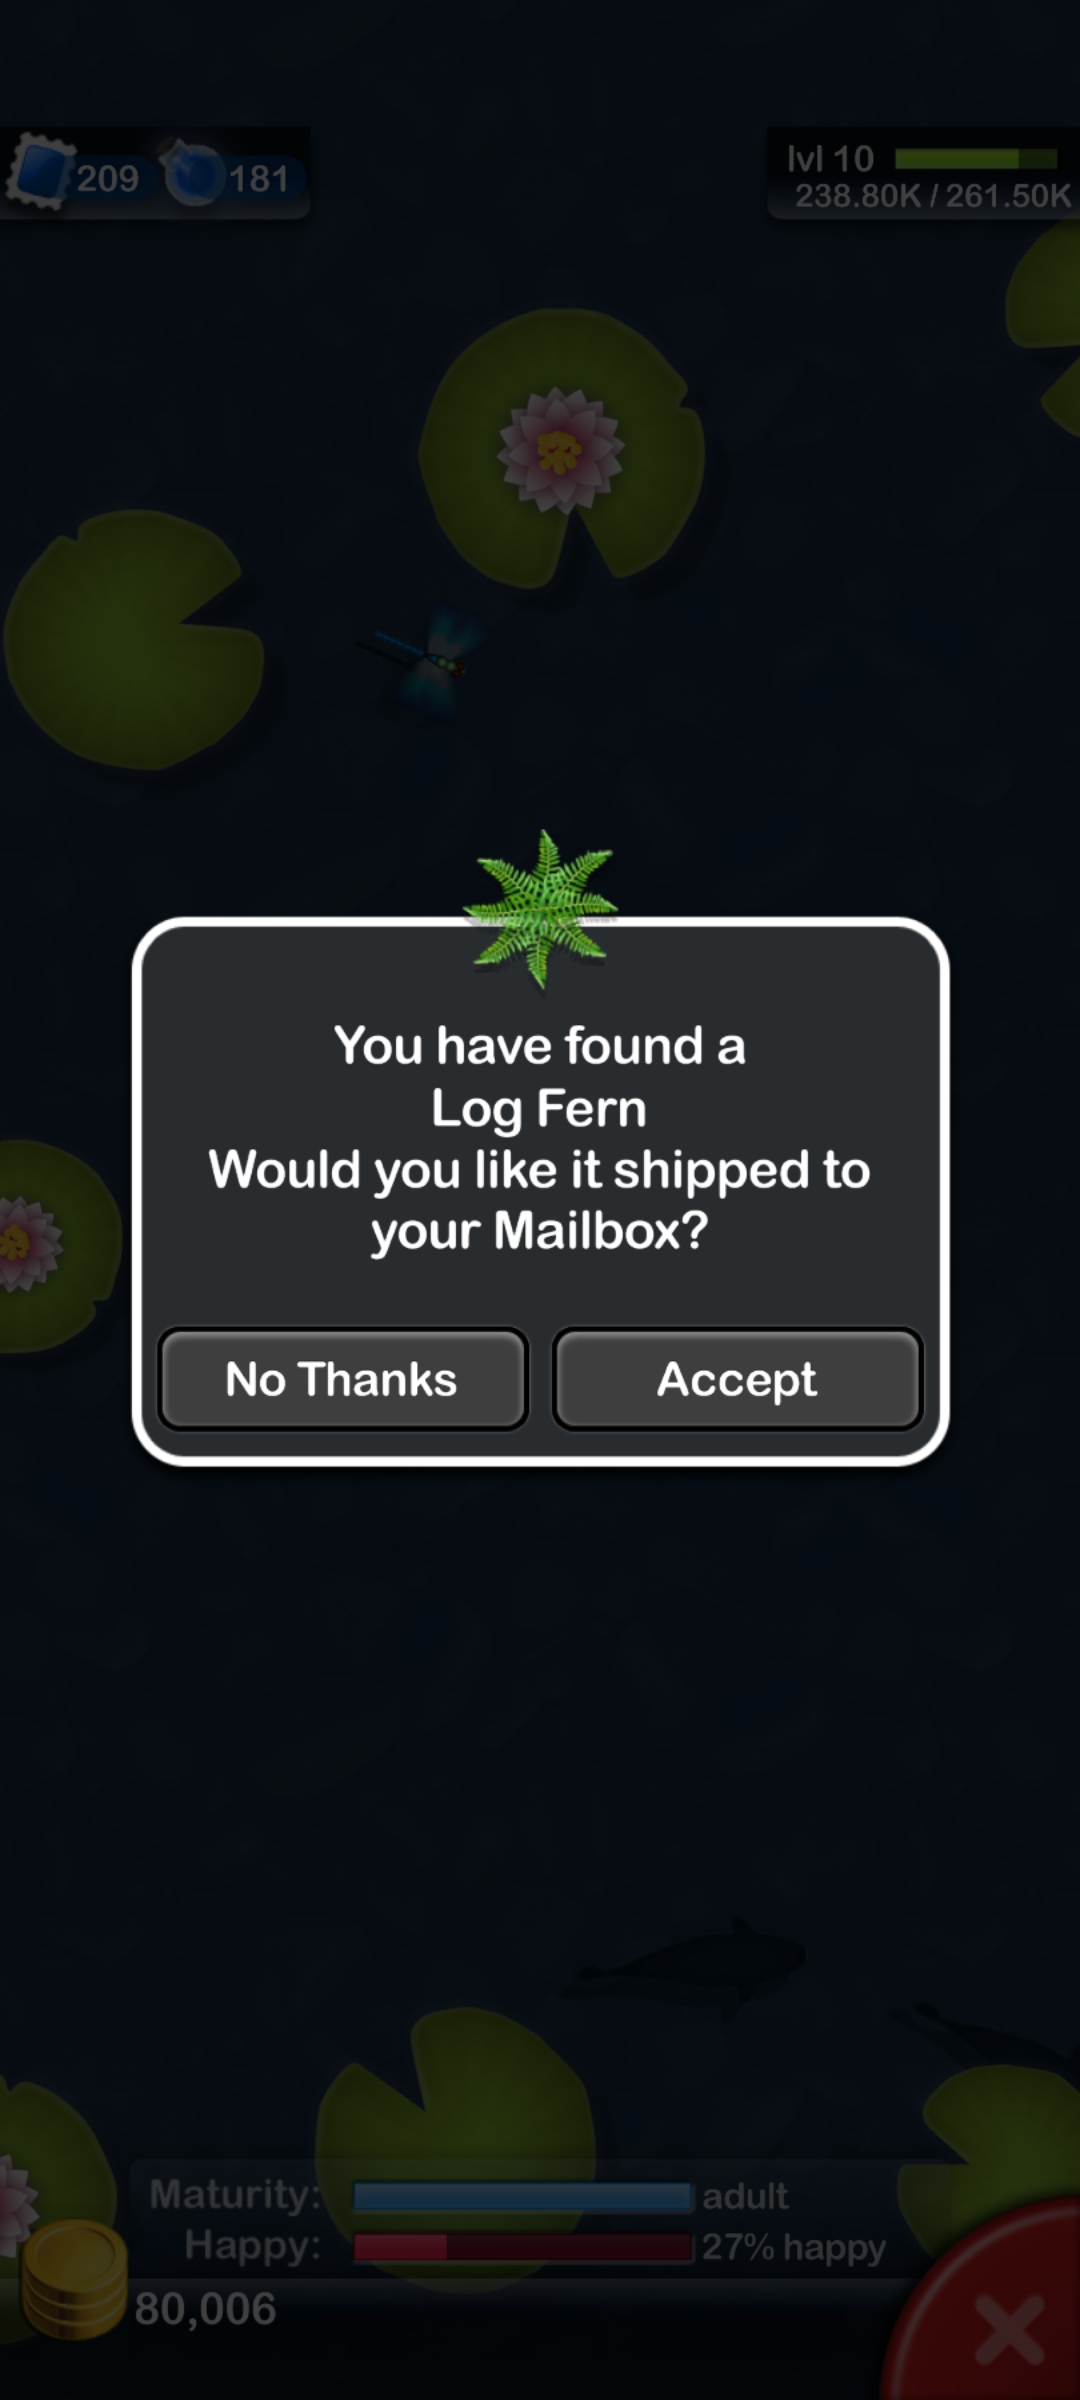 209 181
lvl 10
238.80K / 261.50K
You have found a
Log Fern
Would you like it shipped to
your Mailbox?
No Thanks Accept
Maturity: adult
Happy: 27% happy
80,006